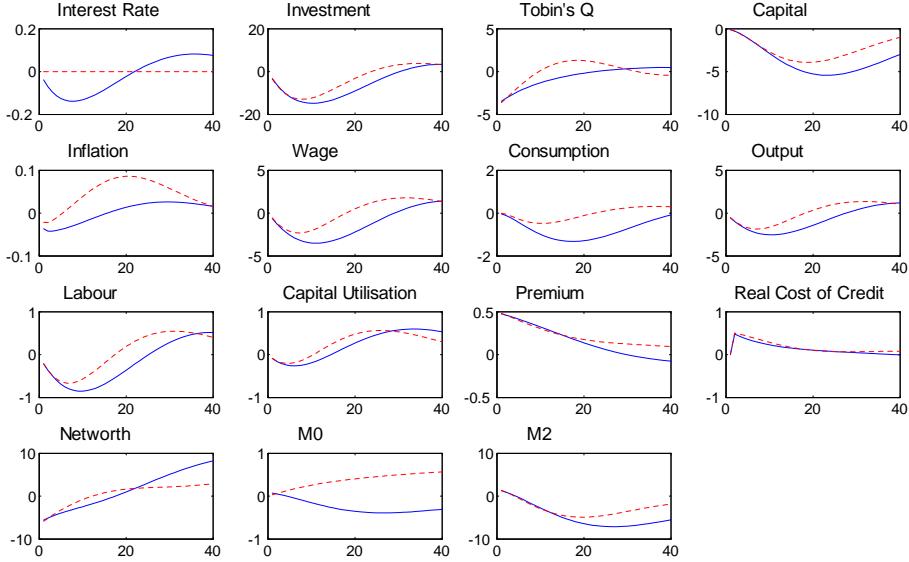 Interest Rate Investment Tobin's Q Capital
0.2 20 5 0
0 0 0 -5
-0.2 -20 -5 -10
0 20 40 0 20 40 0 20 40 0 20 40
Inflation Wage Consumption Output
0.1 5 2 5
0 0 0 0
-0.1 -5 -2 -5
0 20 40 0 20 40 0 20 40 0 20 40
Labour Capital Utilisation Premium Real Cost of Credit
1 1 0.5 1
0 0 0 0
-1 -1 -0.5 -1
0 20 40 0 20 40 0 20 40 0 20 40
Networth M0 M2
10 1 10
0 0 0
-10 -1 -10
0 20 40 0 20 40 0 20 40